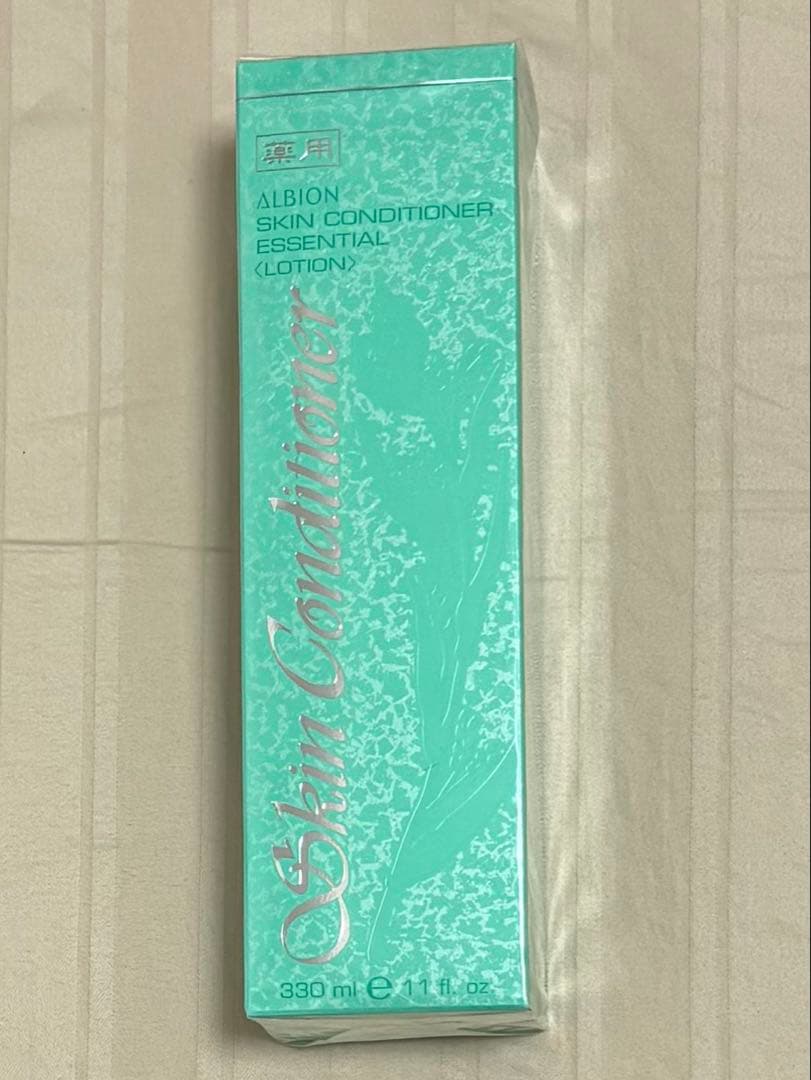 薬用
ALBION
SKIN CONDITIONER
ESSENTIAL
〈LOTION〉
Skin Conditioner
330 ml ℮ 11 fl. oz